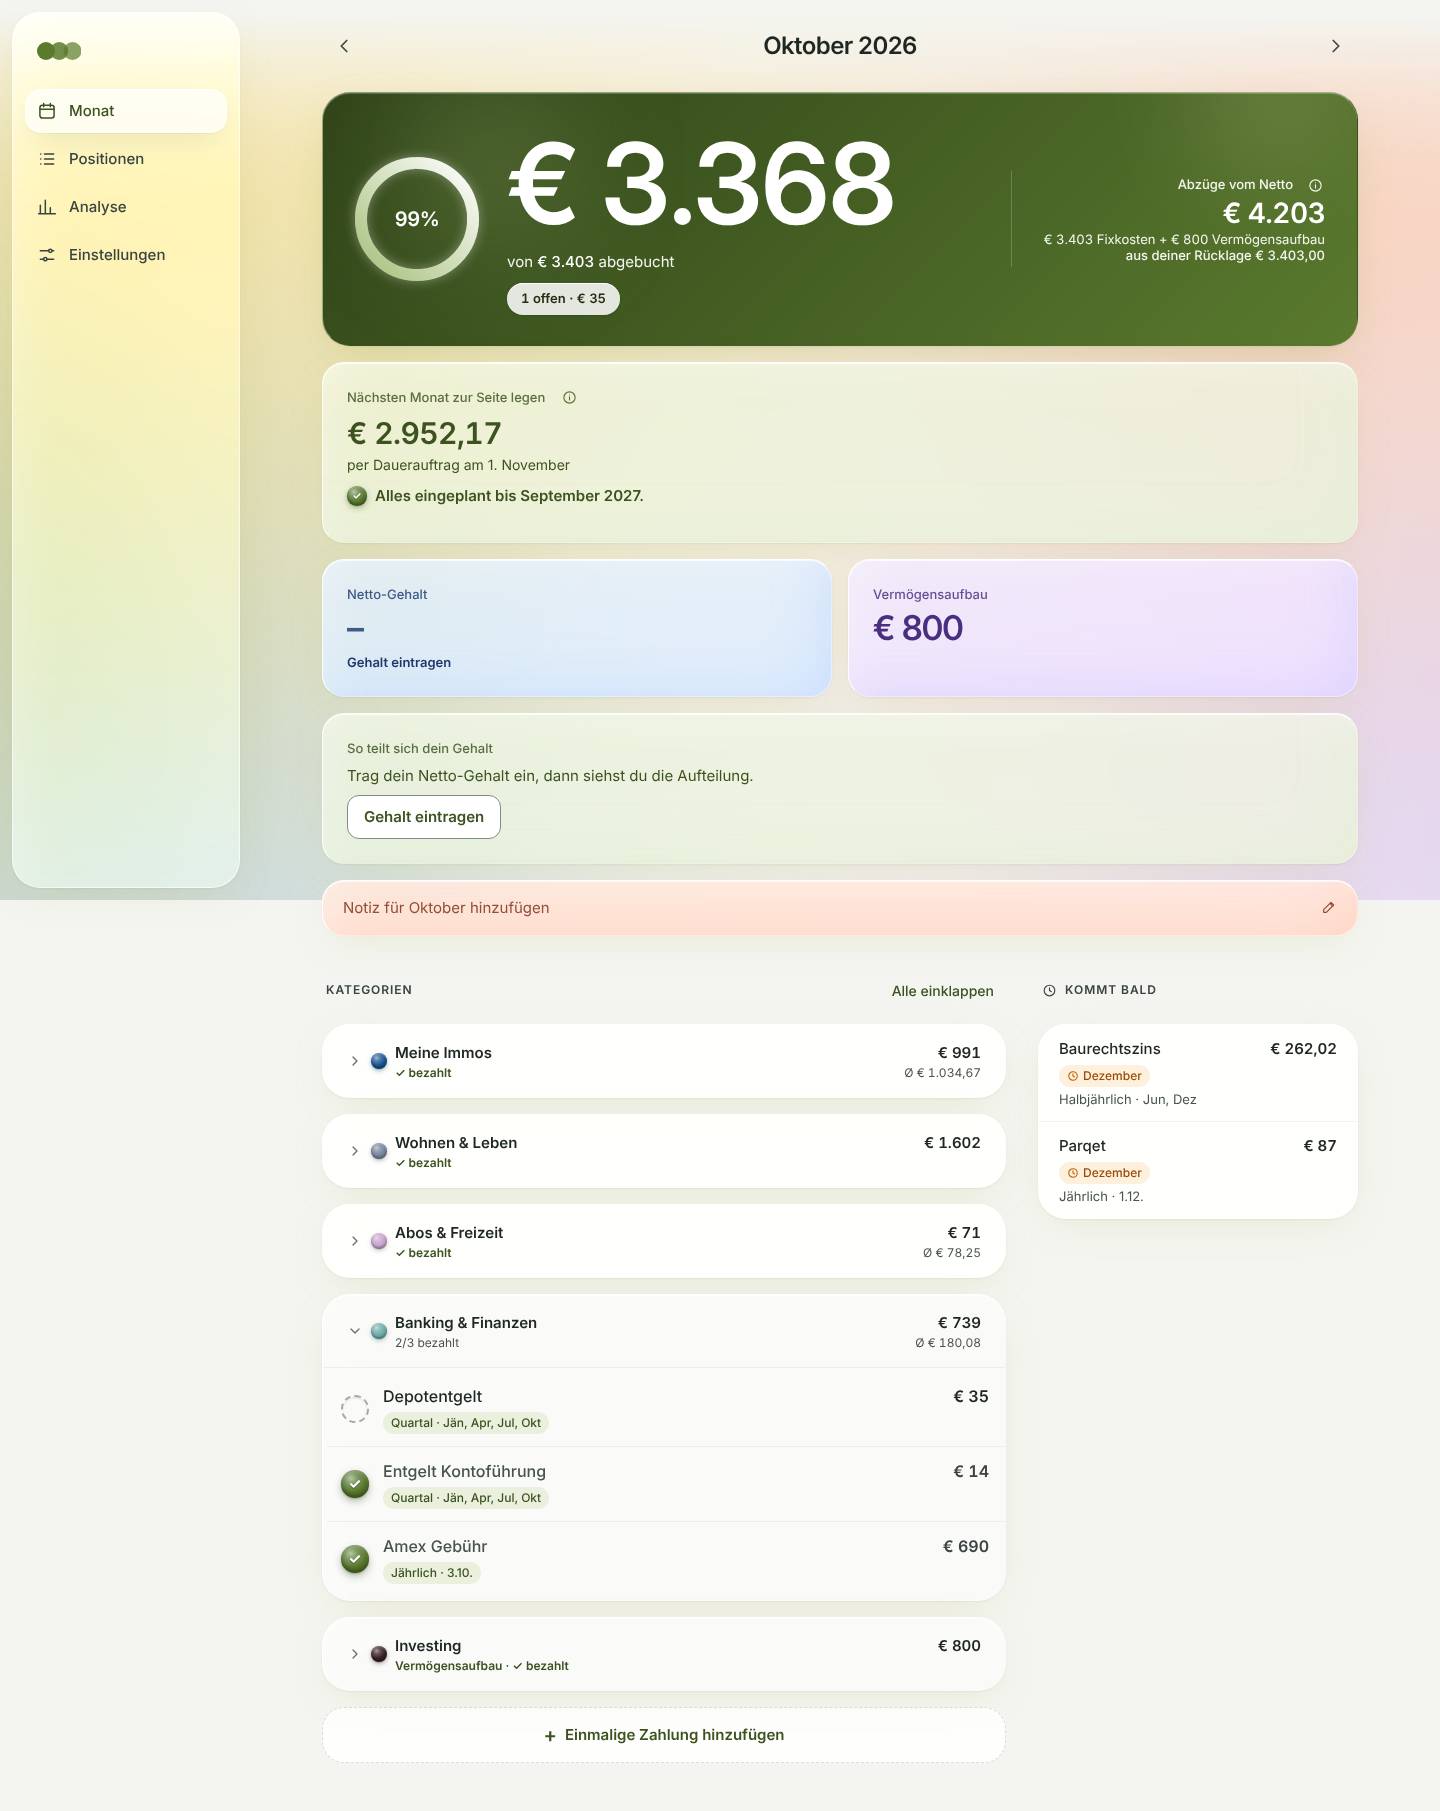 Oktober 2026
Monat
Positionen
Analyse
Einstellungen
99%
€ 3.368
von € 3.403 abgebucht
1 offen · € 35
Abzüge vom Netto
€ 4.203
€ 3.403 Fixkosten + € 800 Vermögensaufbau
aus deiner Rücklage € 3.403,00
Nächsten Monat zur Seite legen
€ 2.952,17
per Dauerauftrag am 1. November
Alles eingeplant bis September 2027.
Netto-Gehalt
–
Gehalt eintragen
Vermögensaufbau
€ 800
So teilt sich dein Gehalt
Trag dein Netto-Gehalt ein, dann siehst du die Aufteilung.
Gehalt eintragen
Notiz für Oktober hinzufügen
KATEGORIEN
Alle einklappen
Meine Immos
€ 991
✓ bezahlt
Ø € 1.034,67
Wohnen & Leben
€ 1.602
✓ bezahlt
Abos & Freizeit
€ 71
✓ bezahlt
Ø € 78,25
Banking & Finanzen
€ 739
2/3 bezahlt
Ø € 180,08
Depotentgelt
€ 35
Quartal · Jän, Apr, Jul, Okt
Entgelt Kontoführung
€ 14
Quartal · Jän, Apr, Jul, Okt
Amex Gebühr
€ 690
Jährlich · 3.10.
Investing
€ 800
Vermögensaufbau · ✓ bezahlt
+ Einmalige Zahlung hinzufügen
KOMMT BALD
Baurechtszins
€ 262,02
Dezember
Halbjährlich · Jun, Dez
Parqet
€ 87
Dezember
Jährlich · 1.12.